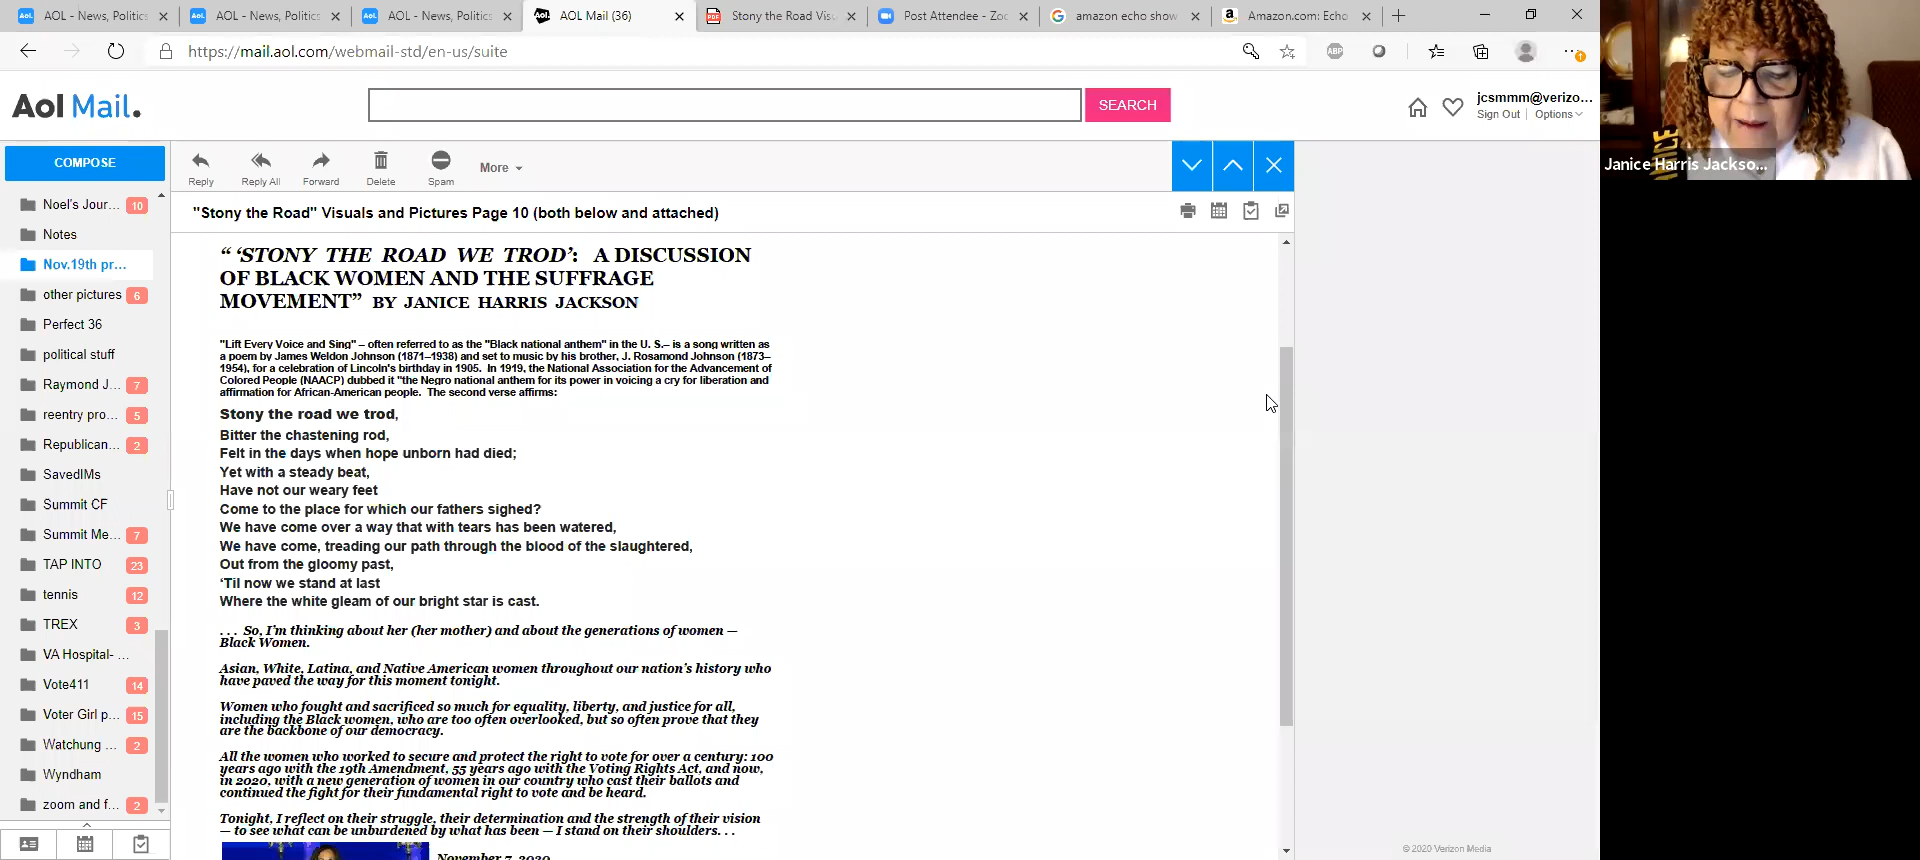 AOL - News, Politics
AOL - News, Politics
AOL - News, Politics
AOL Mail (36)
Stony the Road Visu
Post Attendee - Zoo
amazon echo show
Amazon.com: Echo
https://mail.aol.com/webmail-std/en-us/suite
ABP
Aol Mail.
SEARCH
jcsmmm@verizo...
Sign Out
Options
COMPOSE
Reply
Reply All
Forward
Delete
Spam
More
"Stony the Road" Visuals and Pictures Page 10 (both below and attached)
Noel's Jour... 10
Notes
Nov.19th pr...
other pictures 6
Perfect 36
political stuff
Raymond J... 7
reentry pro... 5
Republican... 2
SavedIMs
Summit CF
Summit Me... 7
TAP INTO 23
tennis 12
TREX 3
VA Hospital- ...
Vote411 14
Voter Girl p... 15
Watchung ... 2
Wyndham
zoom and f... 2
“ ‘STONY THE ROAD WE TROD’: A DISCUSSION
OF BLACK WOMEN AND THE SUFFRAGE
MOVEMENT” BY JANICE HARRIS JACKSON
"Lift Every Voice and Sing" – often referred to as the "Black national anthem" in the U. S.– is a song written as
a poem by James Weldon Johnson (1871–1938) and set to music by his brother, J. Rosamond Johnson (1873–
1954), for a celebration of Lincoln's birthday in 1905. In 1919, the National Association for the Advancement of
Colored People (NAACP) dubbed it "the Negro national anthem for its power in voicing a cry for liberation and
affirmation for African-American people. The second verse affirms:
Stony the road we trod,
Bitter the chastening rod,
Felt in the days when hope unborn had died;
Yet with a steady beat,
Have not our weary feet
Come to the place for which our fathers sighed?
We have come over a way that with tears has been watered,
We have come, treading our path through the blood of the slaughtered,
Out from the gloomy past,
‘Til now we stand at last
Where the white gleam of our bright star is cast.
. . . So, I’m thinking about her (her mother) and about the generations of women —
Black Women.
Asian, White, Latina, and Native American women throughout our nation’s history who
have paved the way for this moment tonight.
Women who fought and sacrificed so much for equality, liberty, and justice for all,
including the Black women, who are too often overlooked, but so often prove that they
are the backbone of our democracy.
All the women who worked to secure and protect the right to vote for over a century: 100
years ago with the 19th Amendment, 55 years ago with the Voting Rights Act, and now,
in 2020, with a new generation of women in our country who cast their ballots and
continued the fight for their fundamental right to vote and be heard.
Tonight, I reflect on their struggle, their determination and the strength of their vision
— to see what can be unburdened by what has been — I stand on their shoulders. . .
November 7, 2020
© 2020 Verizon Media
Janice Harris Jackso...